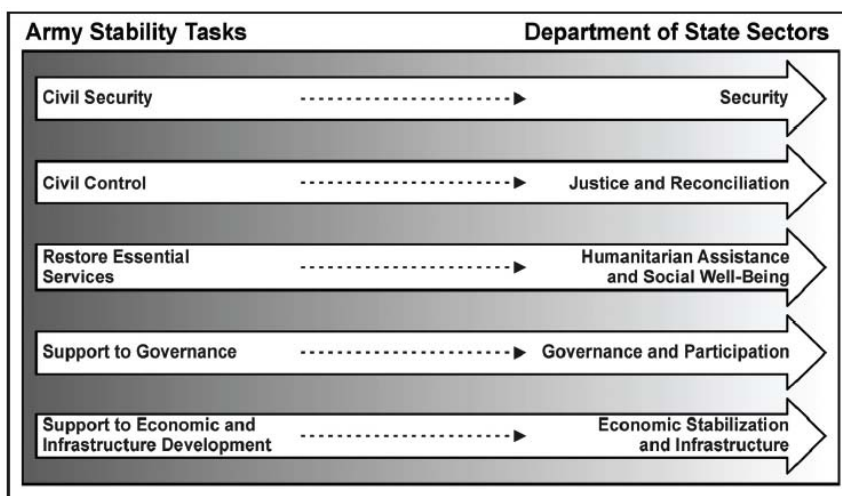 Army Stability Tasks
Department of State Sectors
Civil Security
Security
Civil Control
Justice and Reconciliation
Restore Essential
Services
Humanitarian Assistance
and Social Well-Being
Support to Governance
Governance and Participation
Support to Economic and
Infrastructure Development
Economic Stabilization
and Infrastructure